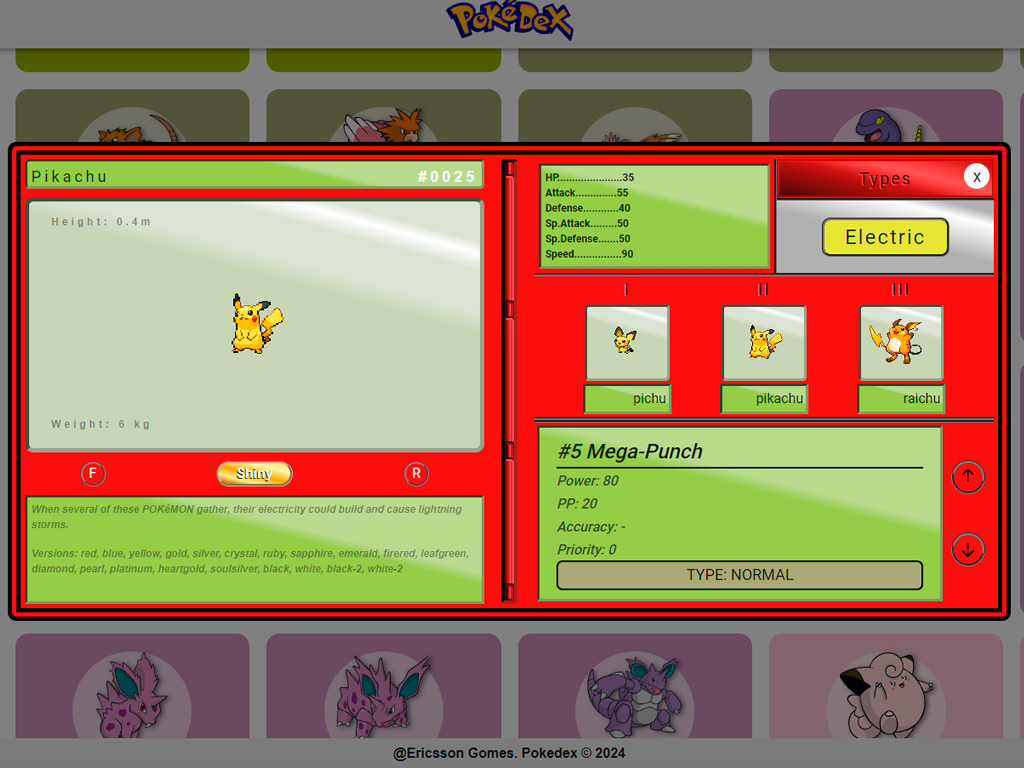 PoKéDeX
Pikachu #0025
Height: 0.4m
Weight: 6 kg
F Shiny R
When several of these POKéMON gather, their electricity could build and cause lightning
storms.
Versions: red, blue, yellow, gold, silver, crystal, ruby, sapphire, emerald, firered, leafgreen,
diamond, pearl, platinum, heartgold, soulsilver, black, white, black-2, white-2
HP......................35
Attack..............55
Defense............40
Sp.Attack.........50
Sp.Defense.......50
Speed................90
Types X
Electric
I II III
pichu pikachu raichu
#5 Mega-Punch
Power: 80
PP: 20
Accuracy: -
Priority: 0
TYPE: NORMAL
@Ericsson Gomes. Pokedex © 2024